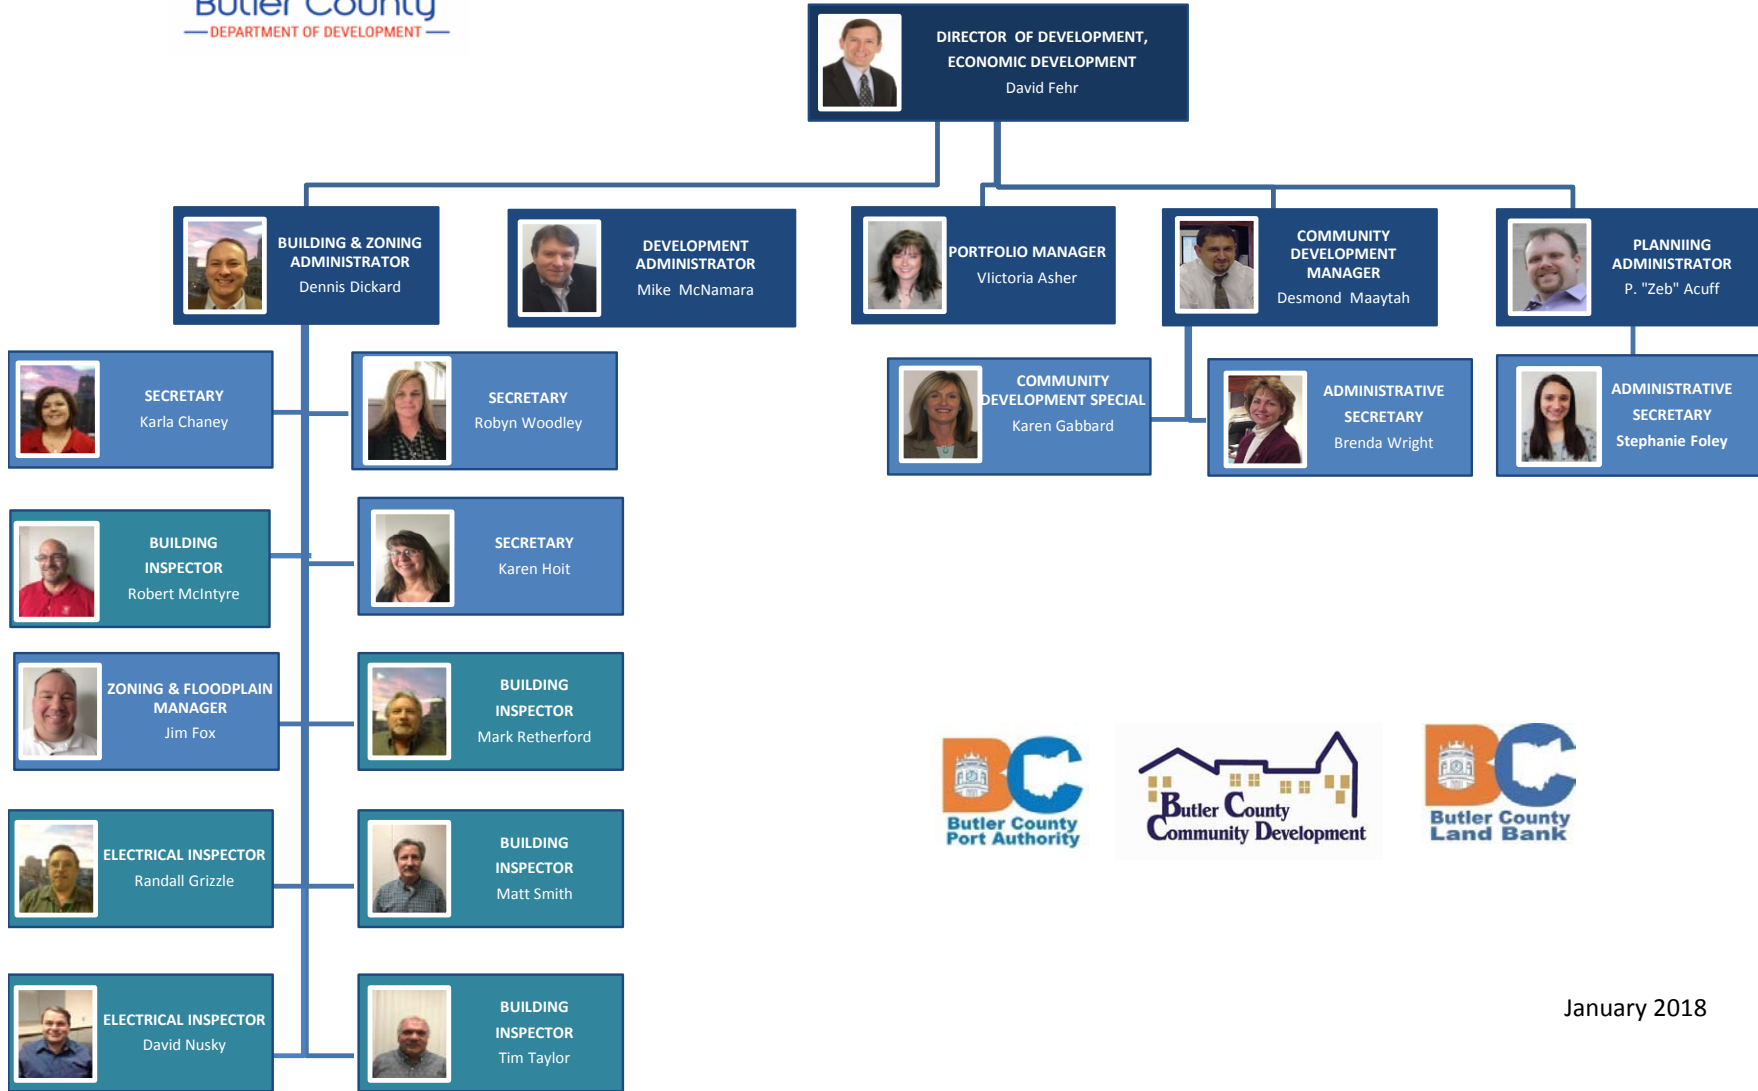 Butler County
DEPARTMENT OF DEVELOPMENT
DIRECTOR OF DEVELOPMENT,
ECONOMIC DEVELOPMENT
David Fehr
BUILDING & ZONING
ADMINISTRATOR
Dennis Dickard
DEVELOPMENT
ADMINISTRATOR
Mike McNamara
PORTFOLIO MANAGER
VIictoria Asher
COMMUNITY
DEVELOPMENT
MANAGER
Desmond Maaytah
PLANNIING
ADMINISTRATOR
P. "Zeb" Acuff
SECRETARY
Karla Chaney
SECRETARY
Robyn Woodley
COMMUNITY
DEVELOPMENT SPECIAL
Karen Gabbard
ADMINISTRATIVE
SECRETARY
Brenda Wright
ADMINISTRATIVE
SECRETARY
Stephanie Foley
BUILDING
INSPECTOR
Robert McIntyre
SECRETARY
Karen Hoit
ZONING & FLOODPLAIN
MANAGER
Jim Fox
BUILDING
INSPECTOR
Mark Retherford
ELECTRICAL INSPECTOR
Randall Grizzle
BUILDING
INSPECTOR
Matt Smith
BC
Butler County
Port Authority
Butler County
Community Development
BC
Butler County
Land Bank
ELECTRICAL INSPECTOR
David Nusky
BUILDING
INSPECTOR
Tim Taylor
January 2018